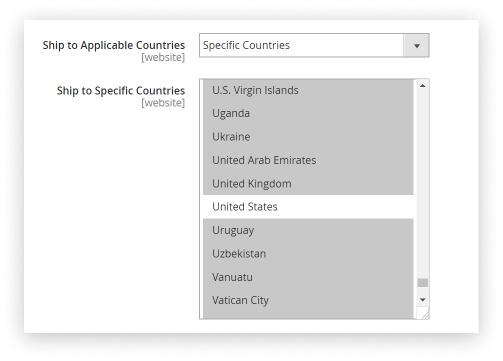 Ship to Applicable Countries
[website]
Specific Countries
Ship to Specific Countries
[website]
U.S. Virgin Islands
Uganda
Ukraine
United Arab Emirates
United Kingdom
United States
Uruguay
Uzbekistan
Vanuatu
Vatican City